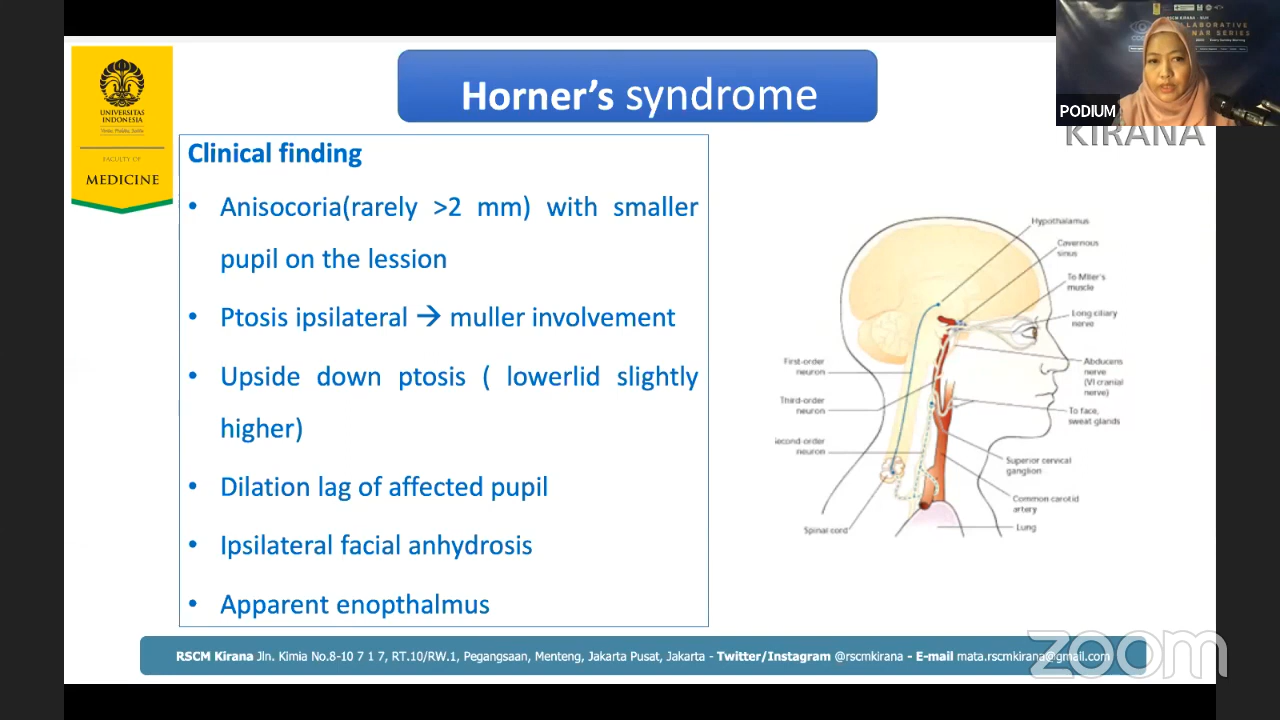 UNIVERSITAS
INDONESIA
FACULTY OF
MEDICINE
Horner's syndrome
PODIUM
KIRANA
Clinical finding
• Anisocoria(rarely >2 mm) with smaller
pupil on the lession
• Ptosis ipsilateral → muller involvement
• Upside down ptosis ( lowerlid slightly
higher)
• Dilation lag of affected pupil
• Ipsilateral facial anhydrosis
• Apparent enopthalmus
Hypothalamus
Cavernous
sinus
To Mller's
muscle
Long ciliary
nerve
First-order
neuron
Abducens
nerve
(VI cranial
nerve)
Third-order
neuron
To face,
sweat glands
second-order
neuron
Superior cervical
ganglion
Common carotid
artery
Spinal cord
Lung
RSCM Kirana Jln. Kimia No.8-10 7 1 7, RT.10/RW.1, Pegangsaan, Menteng, Jakarta Pusat, Jakarta - Twitter/Instagram @rscmkirana - E-mail mata.rscmkirana@gmail.com
zoom